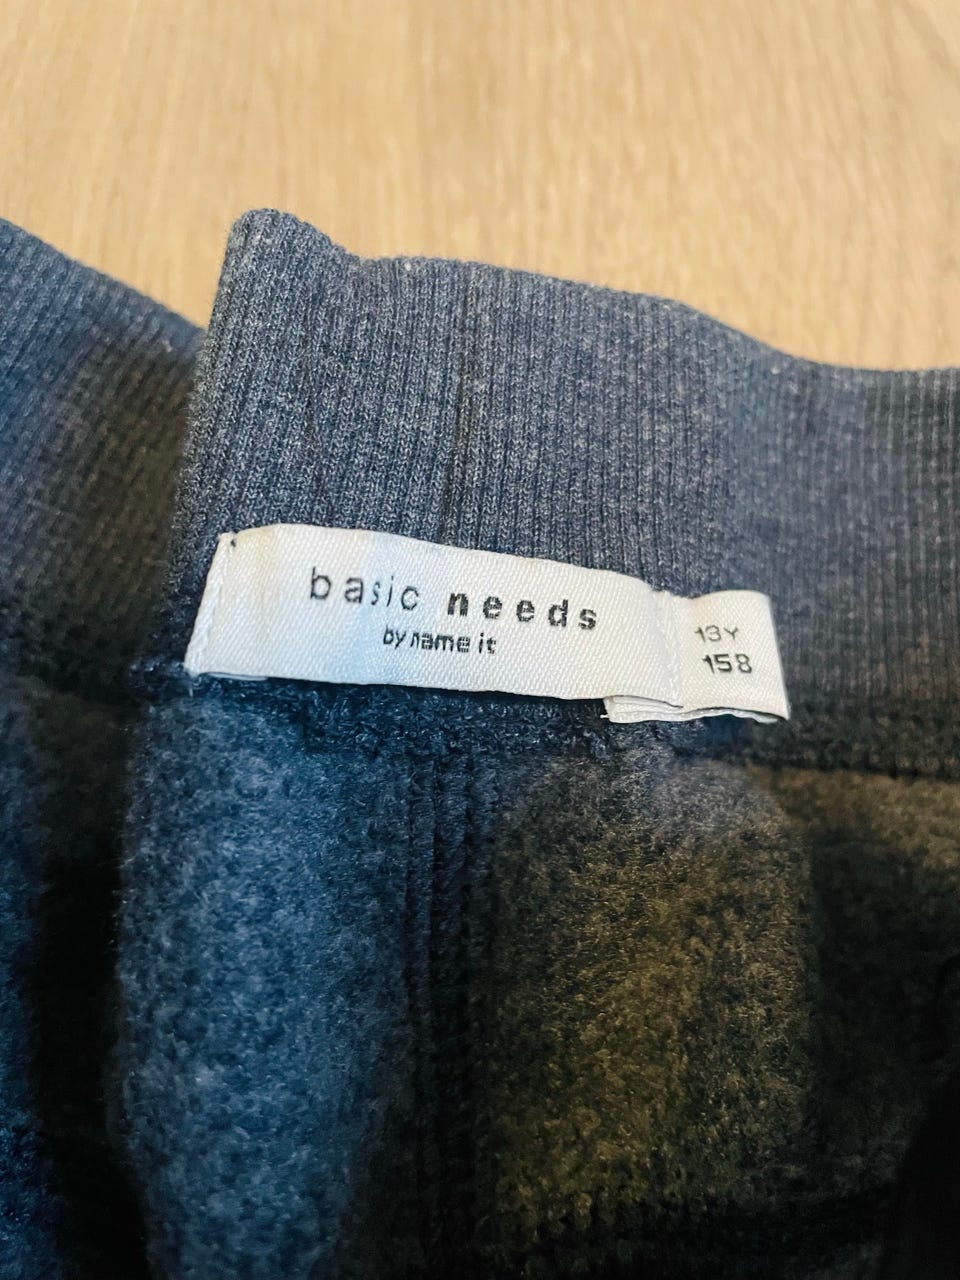 basic needs
by name it
13Y
158